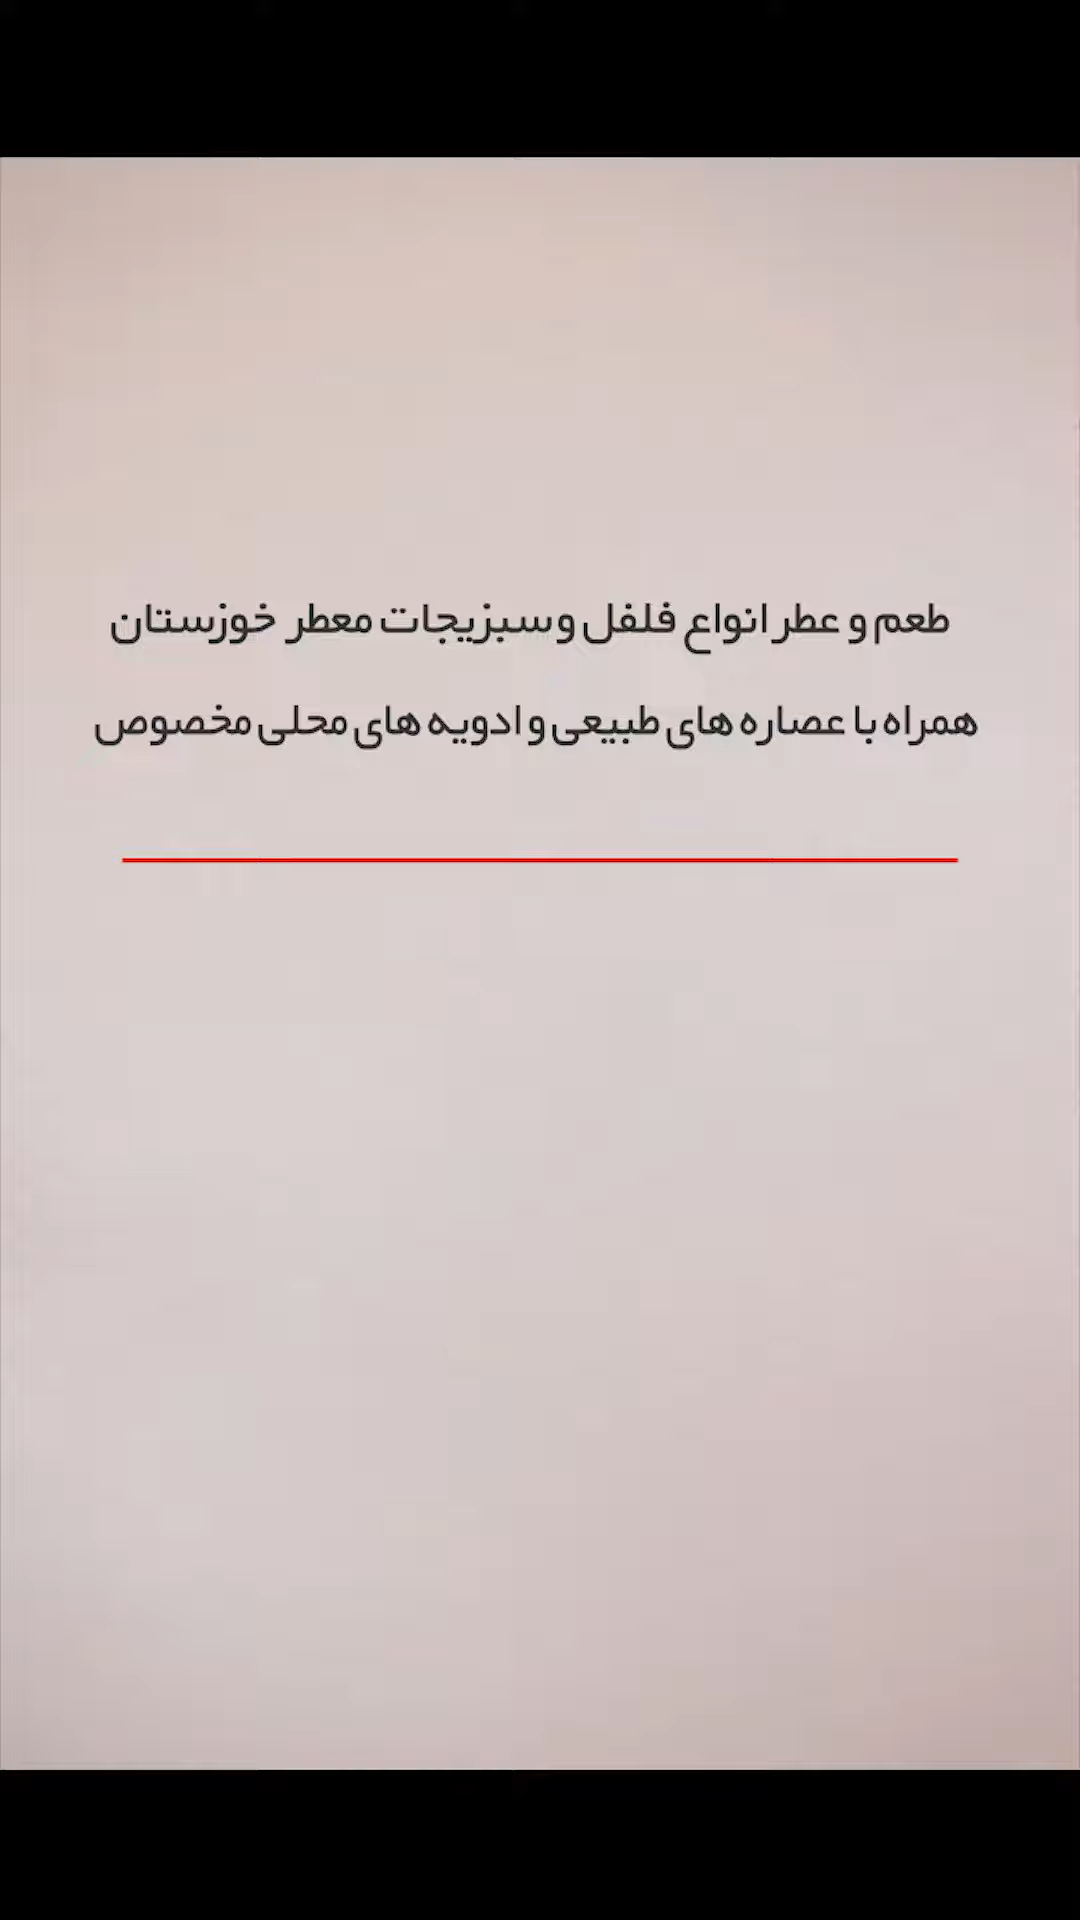 طعم و عطر انواع فلفل و سبزیجات معطر خوزستان
همراه با عصاره های طبیعی و ادویه های محلی مخصوص